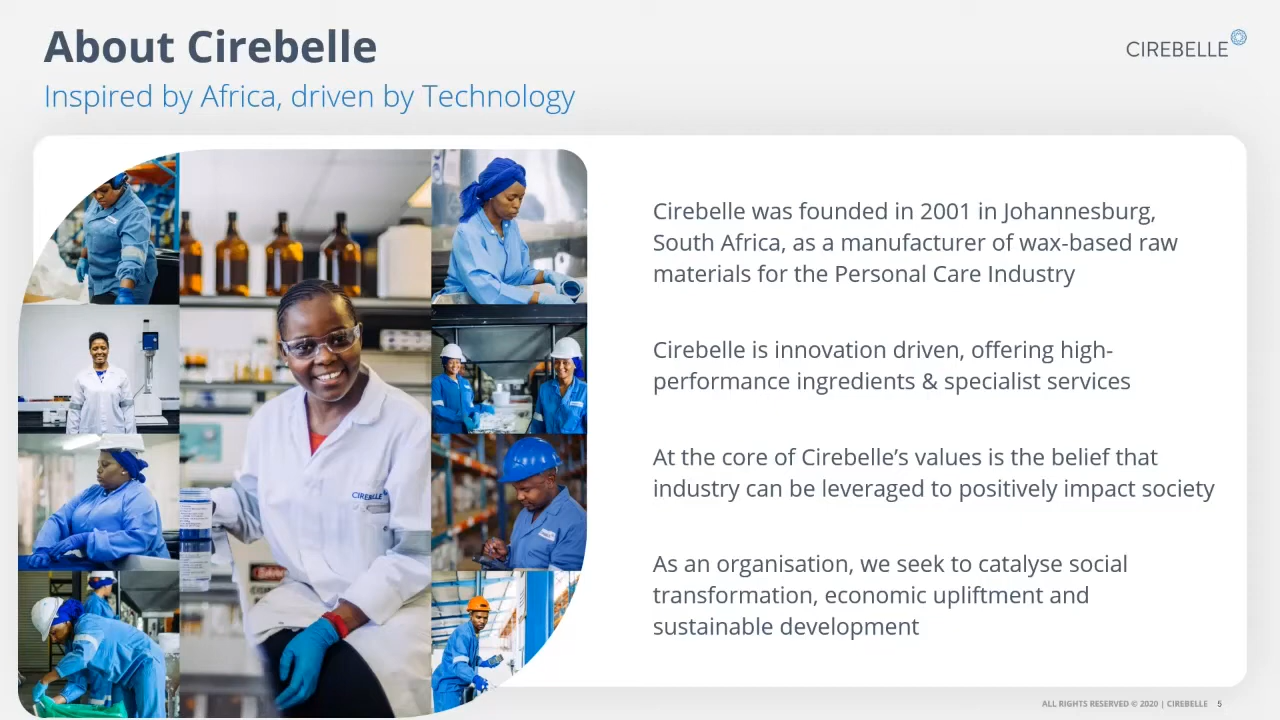 About Cirebelle
Inspired by Africa, driven by Technology
CIREBELLE
Cirebelle was founded in 2001 in Johannesburg,
South Africa, as a manufacturer of wax-based raw
materials for the Personal Care Industry
Cirebelle is innovation driven, offering high-
performance ingredients & specialist services
At the core of Cirebelle’s values is the belief that
industry can be leveraged to positively impact society
As an organisation, we seek to catalyse social
transformation, economic upliftment and
sustainable development
CIREBELLE
ALL RIGHTS RESERVED © 2020 | CIREBELLE 5